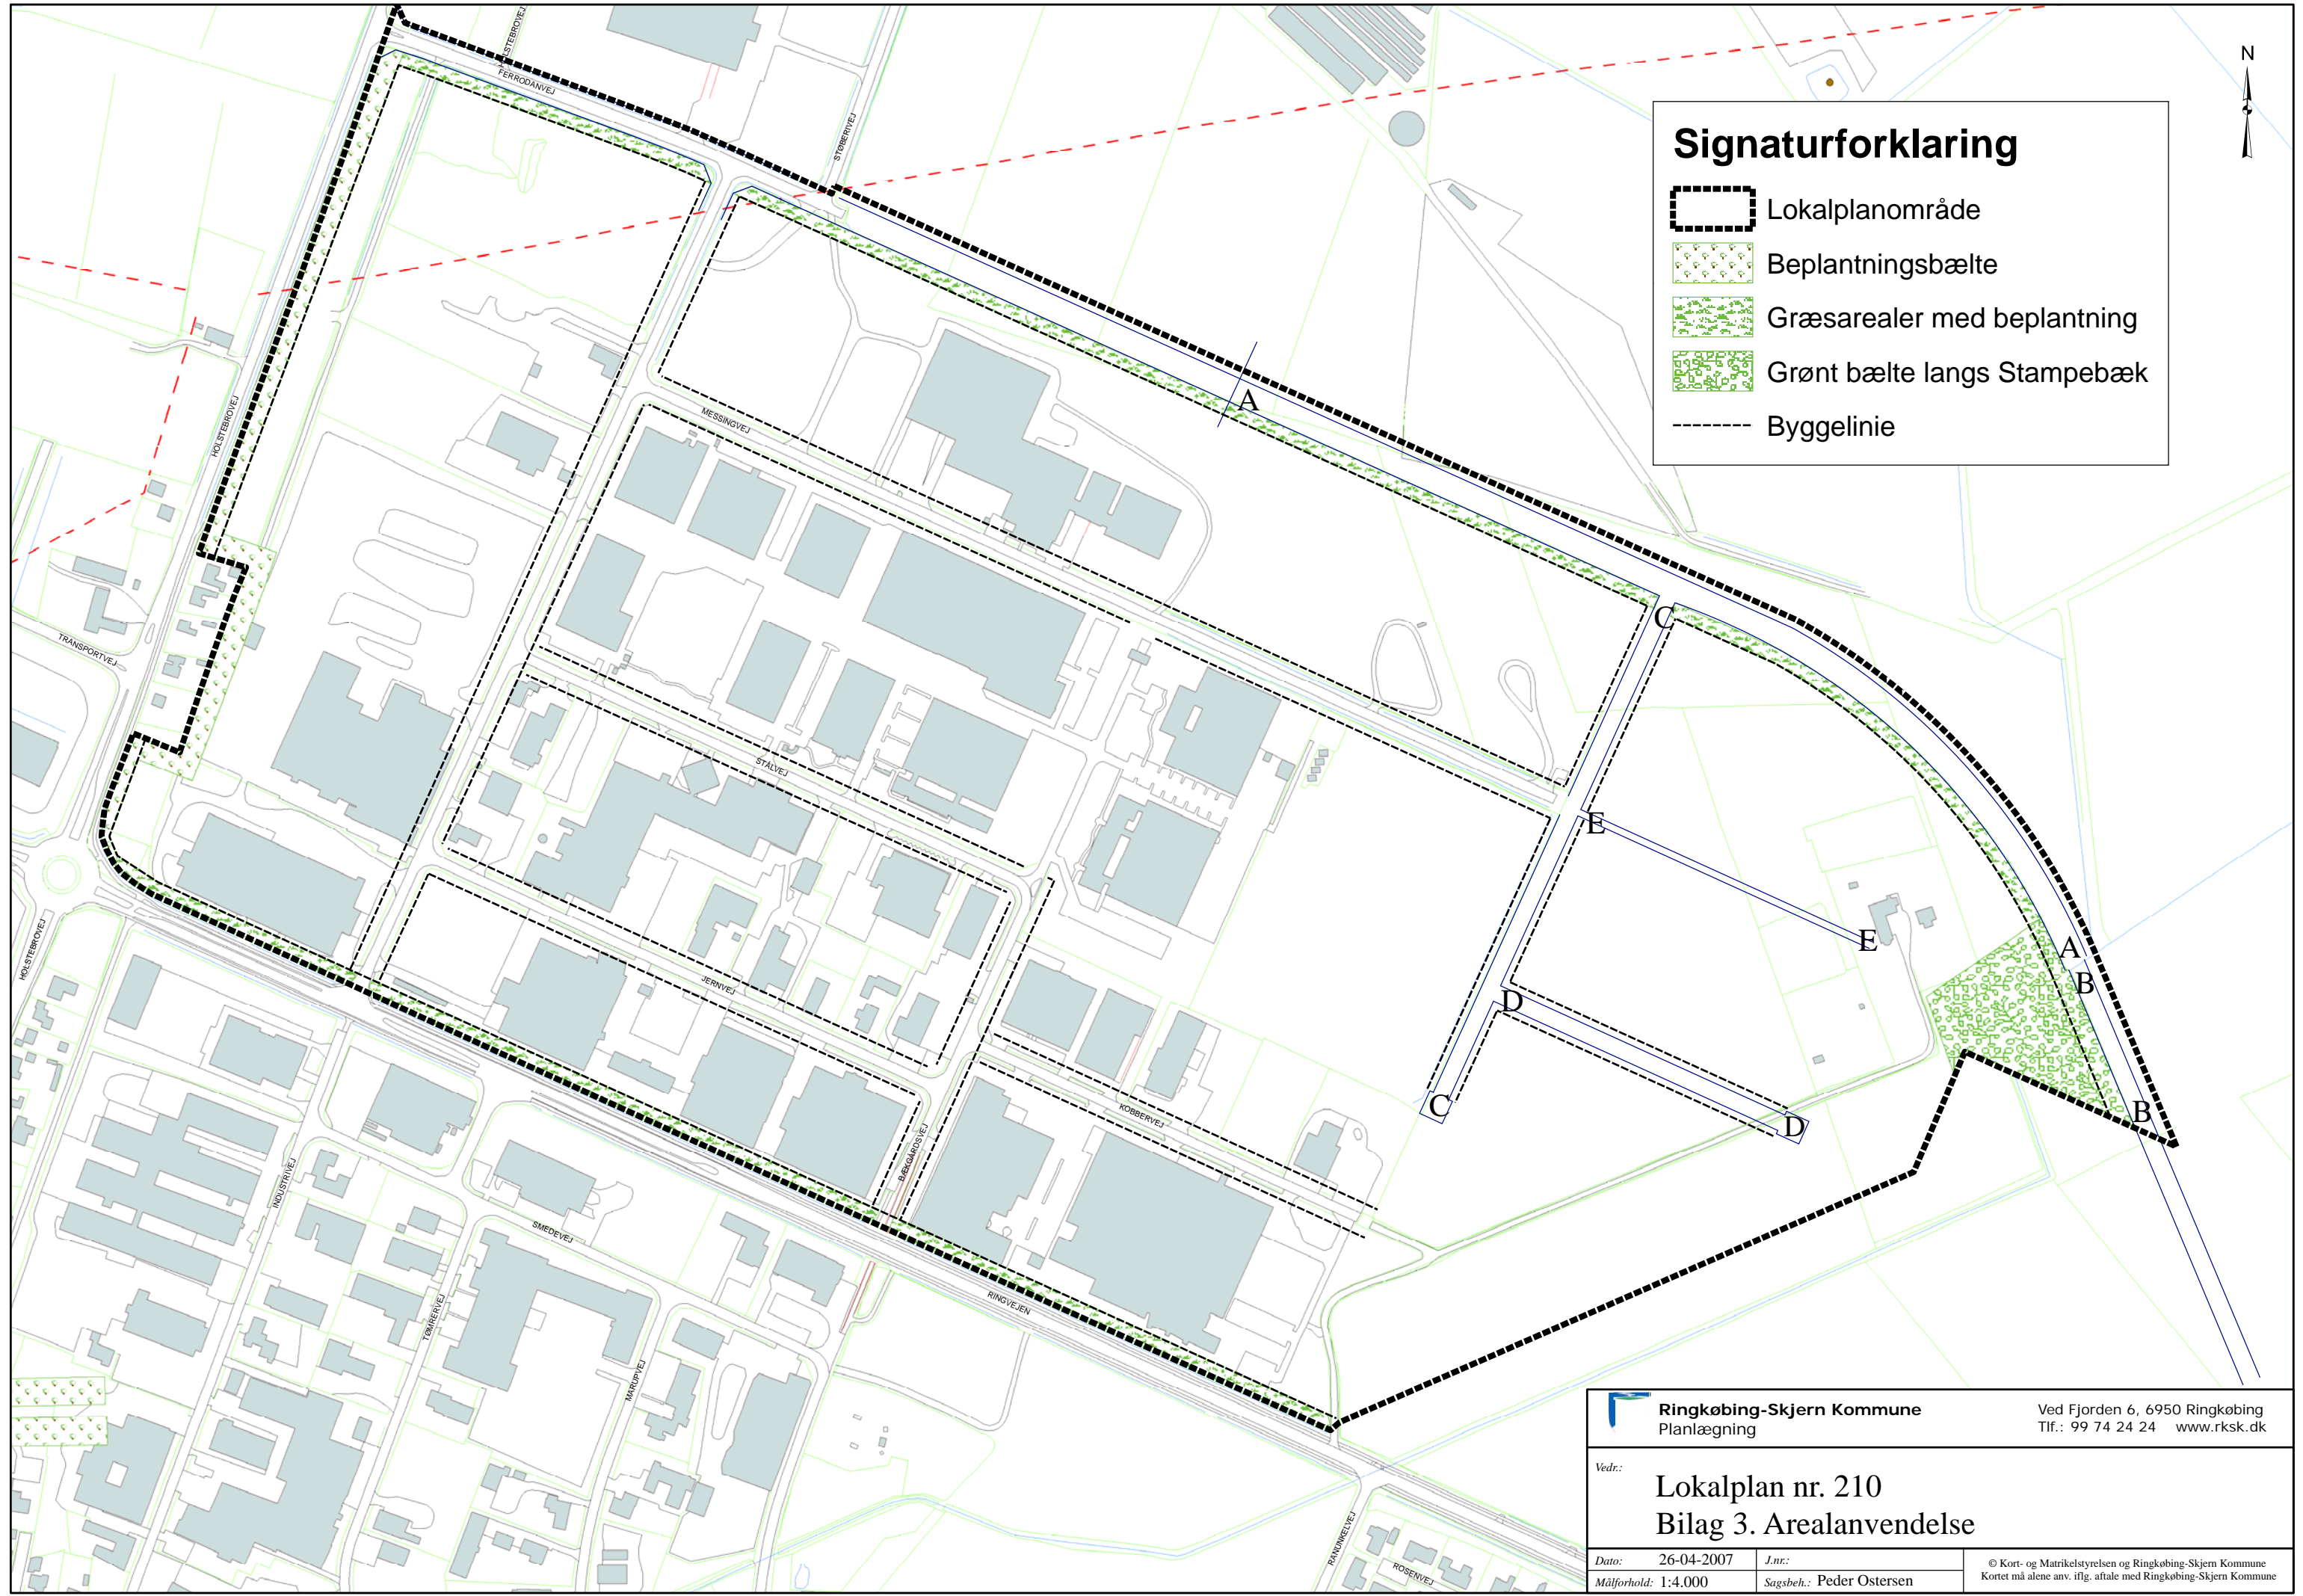 HOLSTEBROVEJ
FERRODANVEJ
STØBERIVEJ
N
Signaturforklaring
Lokalplanområde
Beplantningsbælte
Græsarealer med beplantning
Grønt bælte langs Stampebæk
Byggelinie
HOLSTEBROVEJ
MESSINGVEJ
A
TRANSPORTVEJ
C
STÅLVEJ
E
E
HOLSTEBROVEJ
A
B
JERNVEJ
D
C
KOBBERVEJ
D
B
BÆKGÅRDSVEJ
INDUSTRIVEJ
SMEDEVEJ
RINGVEJEN
TØMRERVEJ
MARUPVEJ
RANUNKELVEJ
ROSENVEJ
Ringkøbing-Skjern Kommune
Planlægning
Ved Fjorden 6, 6950 Ringkøbing
Tlf.: 99 74 24 24 www.rksk.dk
Vedr.:
Lokalplan nr. 210
Bilag 3. Arealanvendelse
Dato: 26-04-2007 J.nr.:
Målforhold: 1:4.000 Sagsbeh.: Peder Ostersen
© Kort- og Matrikelstyrelsen og Ringkøbing-Skjern Kommune
Kortet må alene anv. iflg. aftale med Ringkøbing-Skjern Kommune